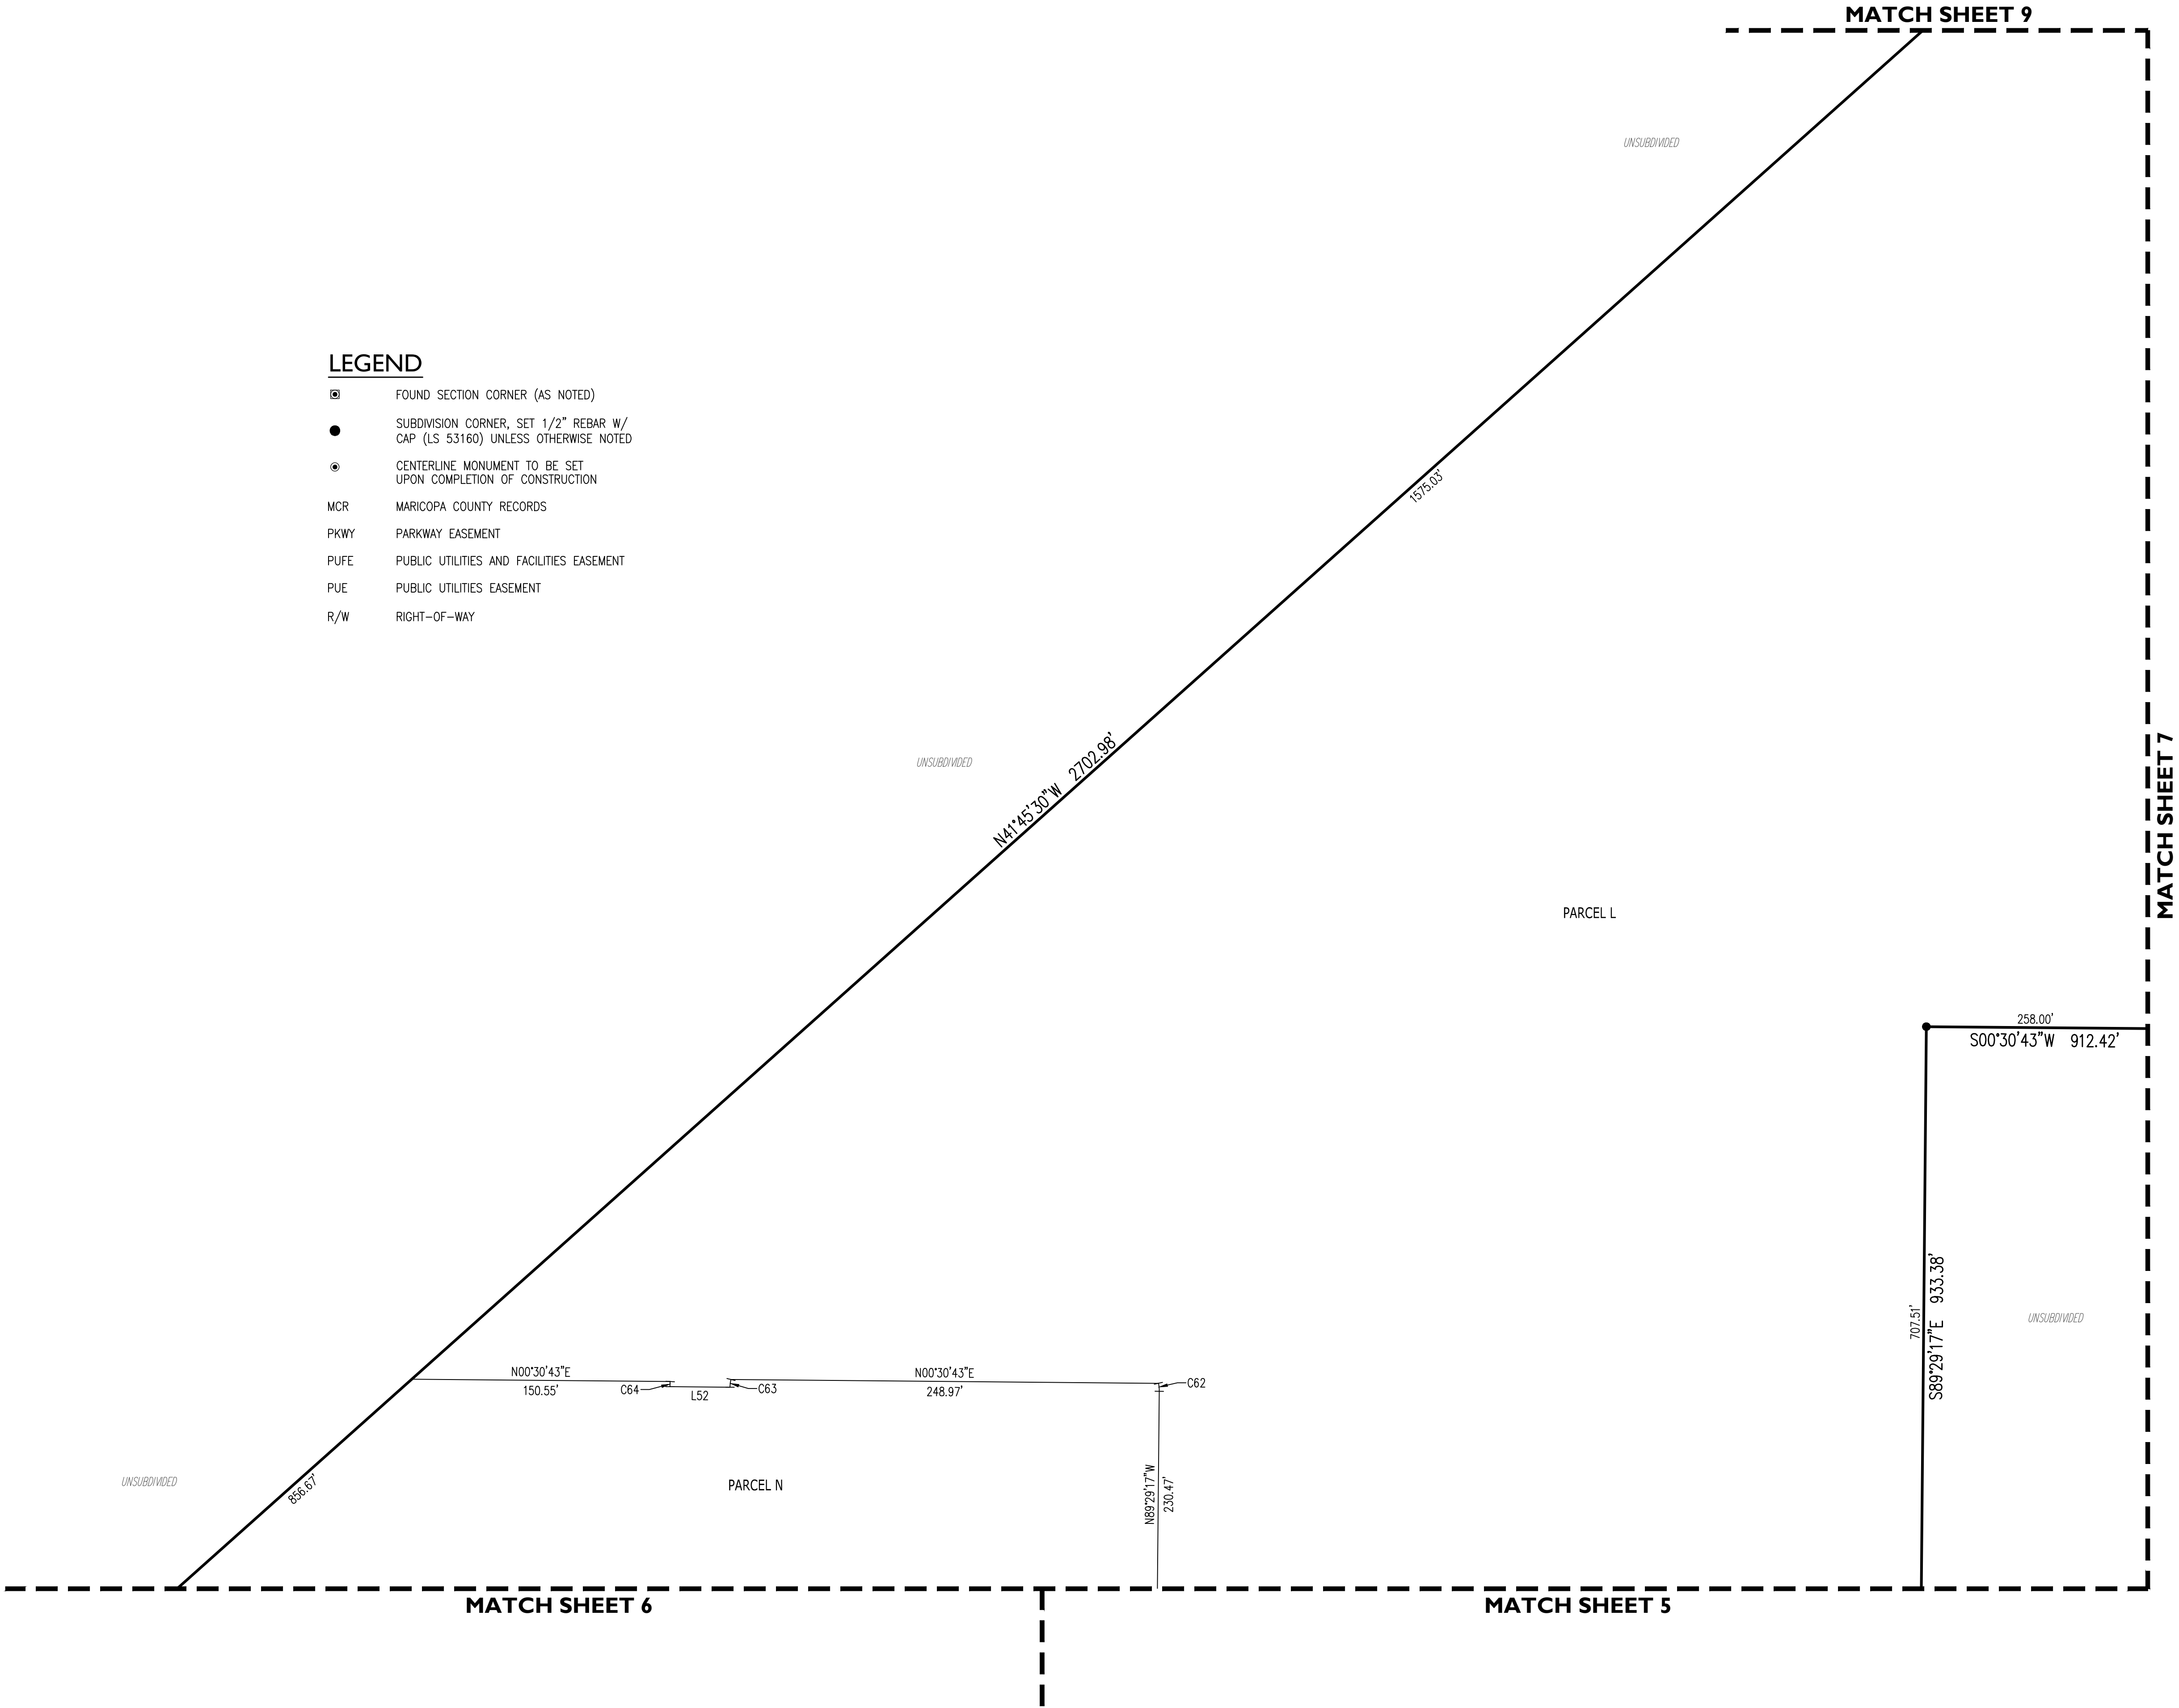 MATCH SHEET 9
UNSUBDIVIDED
LEGEND
FOUND SECTION CORNER (AS NOTED)
SUBDIVISION CORNER, SET 1/2" REBAR W/
CAP (LS 53160) UNLESS OTHERWISE NOTED
CENTERLINE MONUMENT TO BE SET
UPON COMPLETION OF CONSTRUCTION
MCR MARICOPA COUNTY RECORDS
PKWY PARKWAY EASEMENT
PUFE PUBLIC UTILITIES AND FACILITIES EASEMENT
PUE PUBLIC UTILITIES EASEMENT
R/W RIGHT-OF-WAY
1575.03'
UNSUBDIVIDED
N41°45'30"W 2702.98'
MATCH SHEET 7
PARCEL L
258.00'
S00°30'43"W 912.42'
707.51'
S89°29'17"E 933.38'
UNSUBDIVIDED
N00°30'43"E
150.55'
C64
L52
C63
N00°30'43"E
248.97'
C62
N89°29'17"W
230.47'
UNSUBDIVIDED
856.67'
PARCEL N
MATCH SHEET 6
MATCH SHEET 5